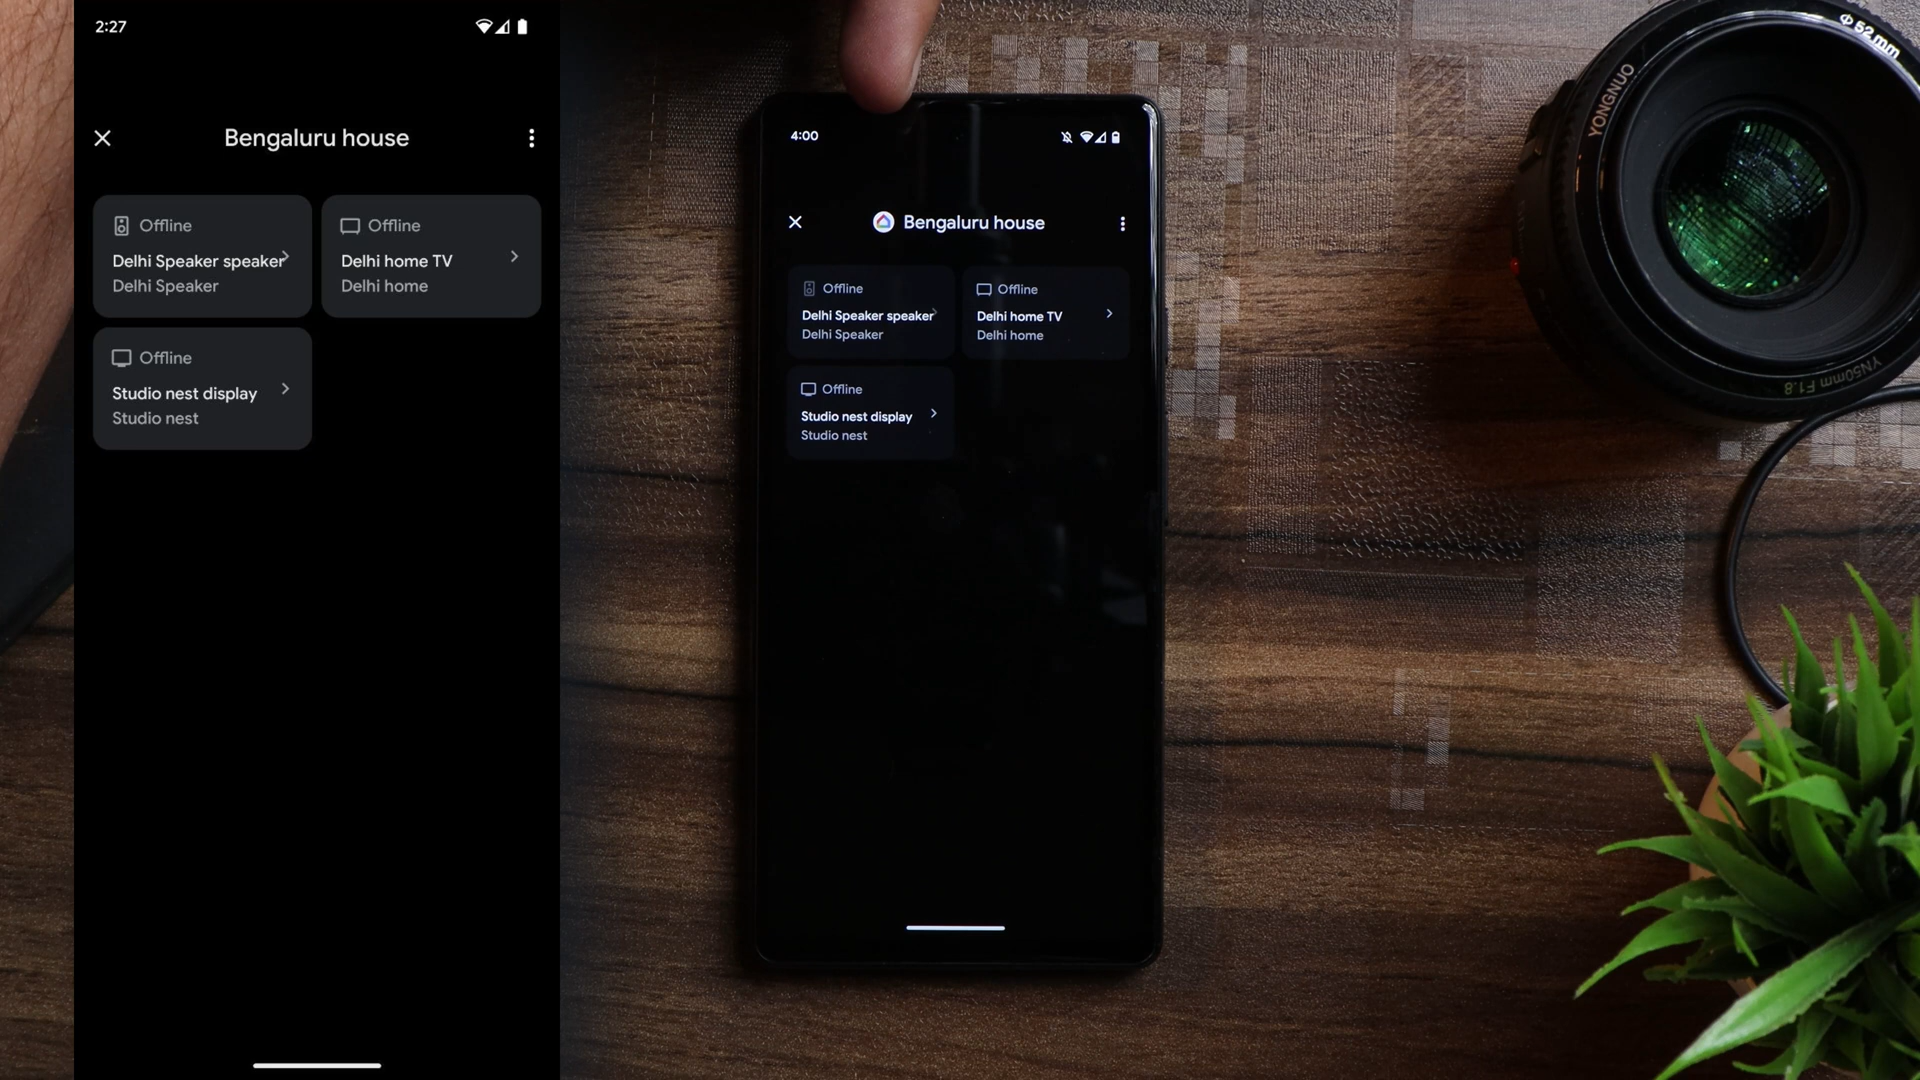 2:27
Bengaluru house
Offline
Delhi Speaker speaker
Delhi Speaker
Offline
Delhi home TV
Delhi home
Offline
Studio nest display
Studio nest
4:00
Bengaluru house
Offline
Delhi Speaker speaker
Delhi Speaker
Offline
Delhi home TV
Delhi home
Offline
Studio nest display
Studio nest
YONGNUO
Φ52mm
YN50mm F1.8